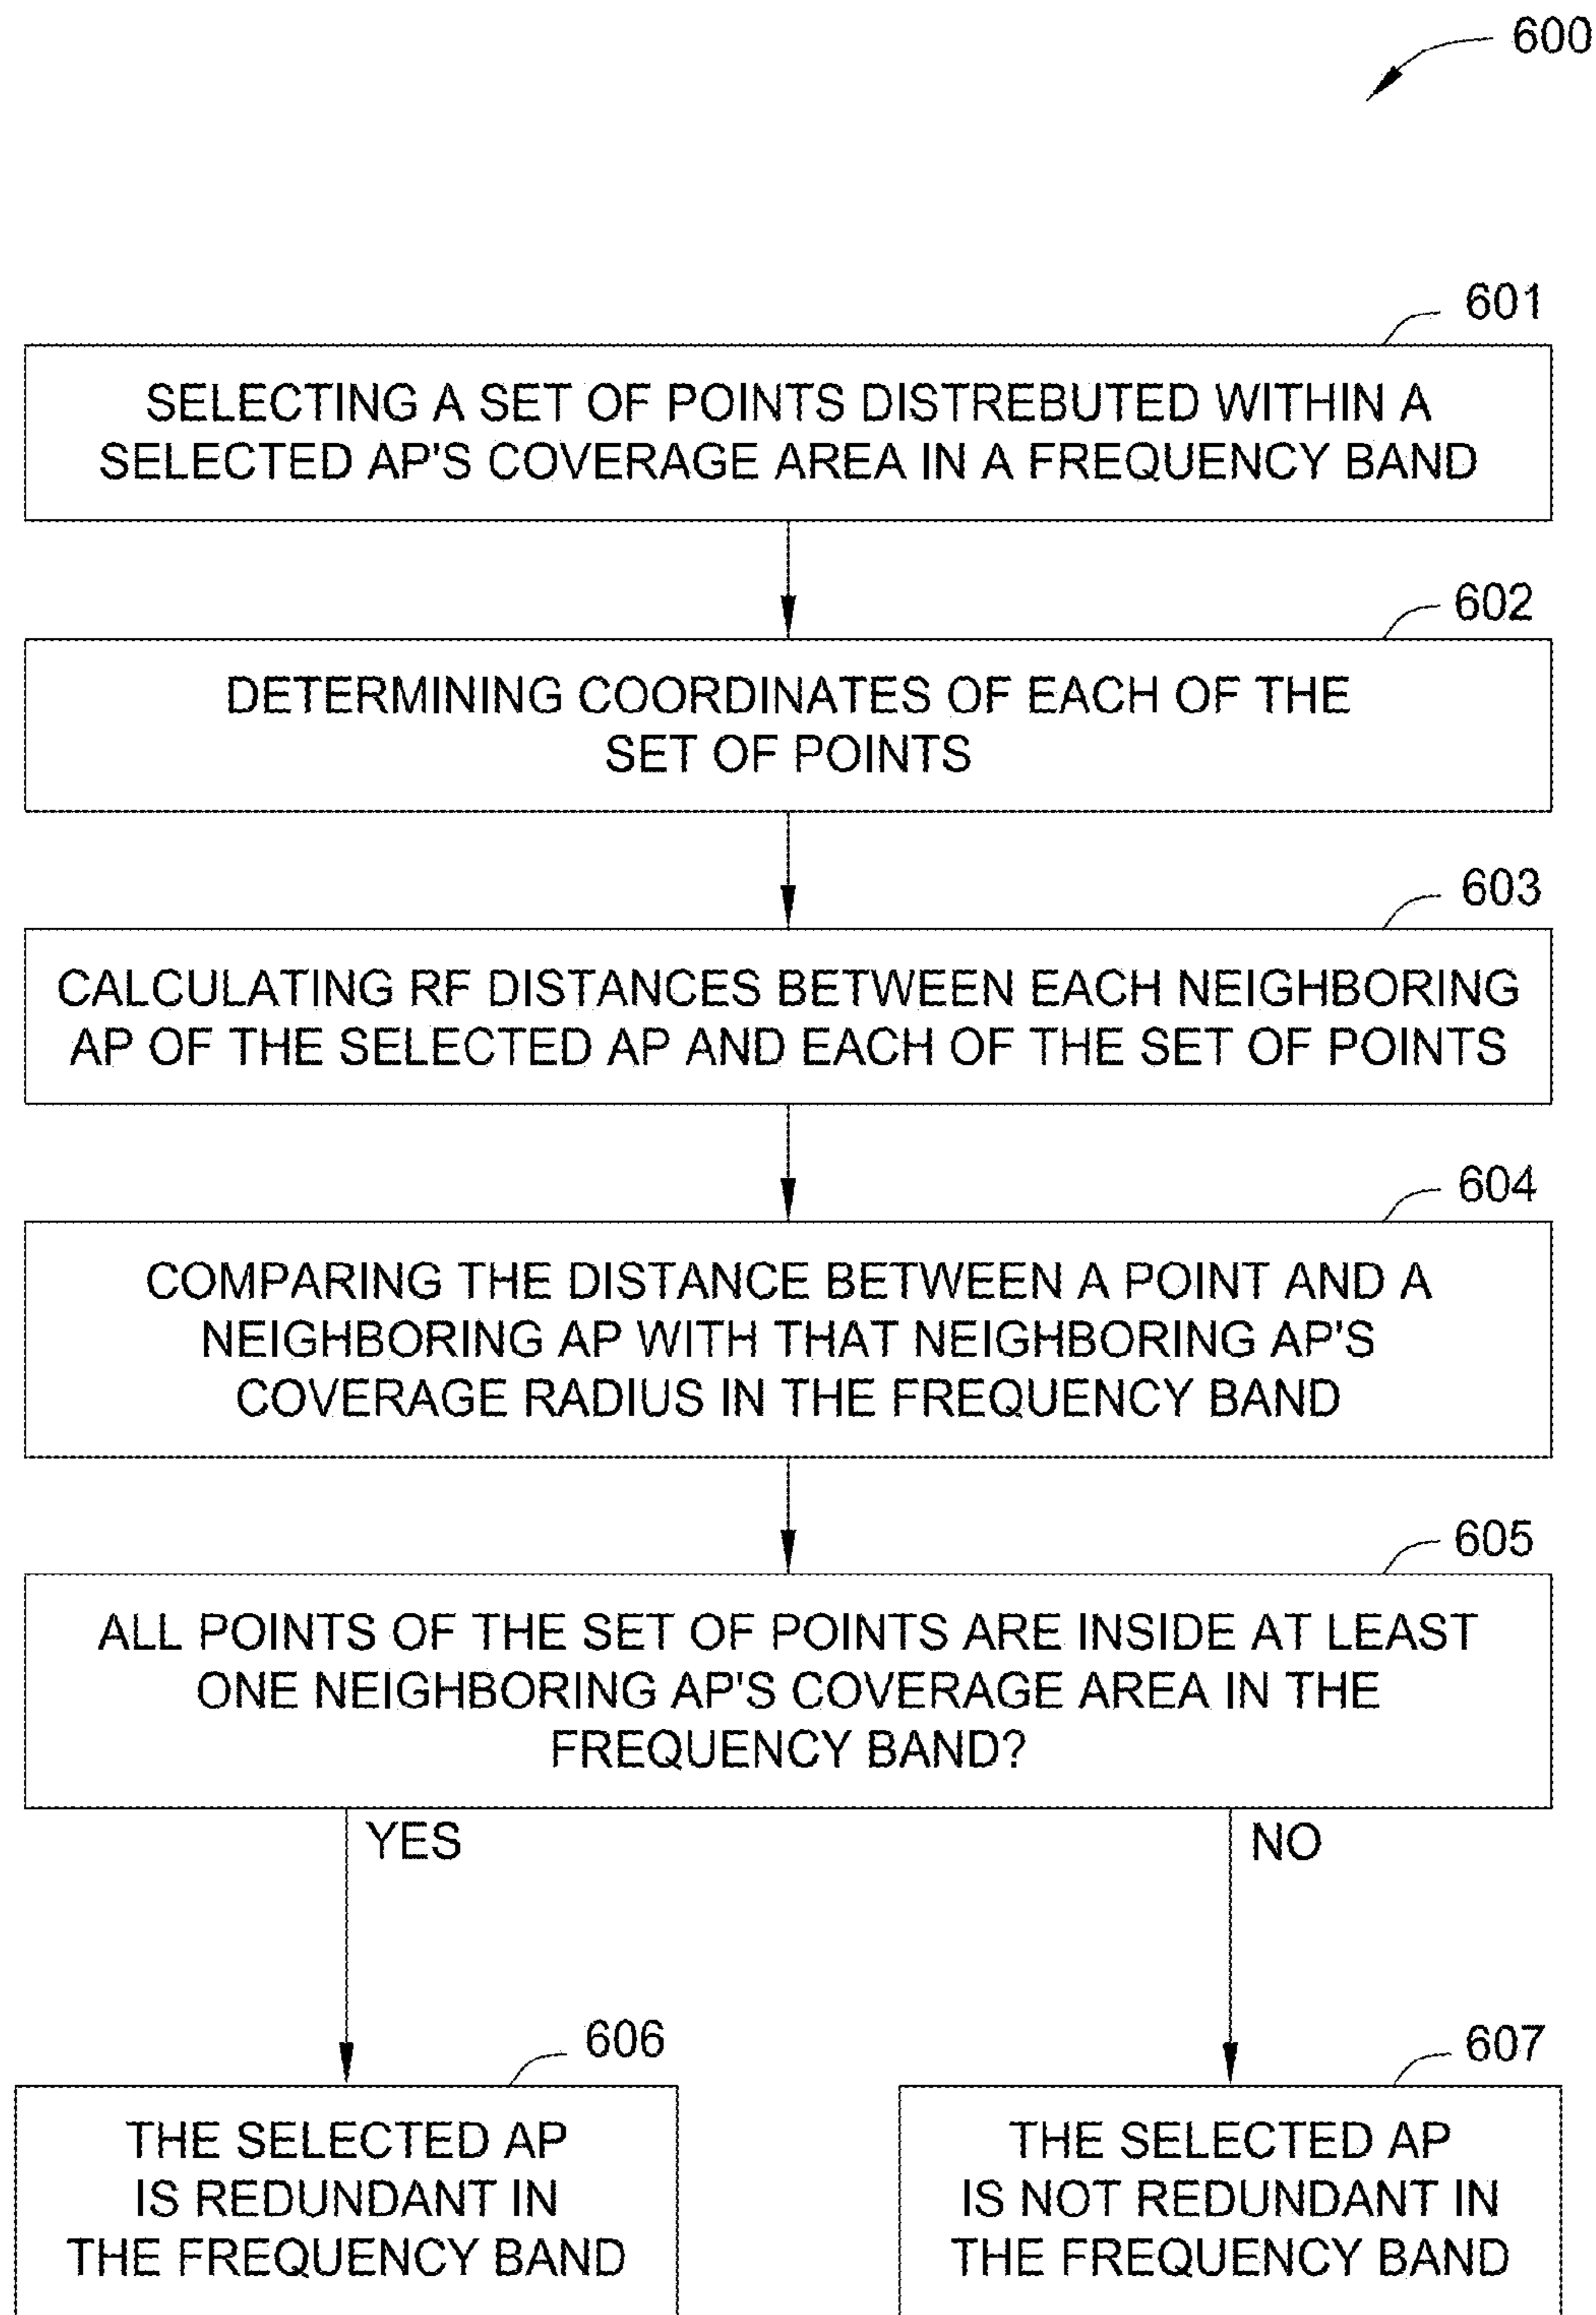 600
601
SELECTING A SET OF POINTS DISTREBUTED WITHIN A
SELECTED AP'S COVERAGE AREA IN A FREQUENCY BAND
602
DETERMINING COORDINATES OF EACH OF THE
SET OF POINTS
603
CALCULATING RF DISTANCES BETWEEN EACH NEIGHBORING
AP OF THE SELECTED AP AND EACH OF THE SET OF POINTS
604
COMPARING THE DISTANCE BETWEEN A POINT AND A
NEIGHBORING AP WITH THAT NEIGHBORING AP'S
COVERAGE RADIUS IN THE FREQUENCY BAND
605
ALL POINTS OF THE SET OF POINTS ARE INSIDE AT LEAST
ONE NEIGHBORING AP'S COVERAGE AREA IN THE
FREQUENCY BAND?
YES
NO
606
THE SELECTED AP
IS REDUNDANT IN
THE FREQUENCY BAND
607
THE SELECTED AP
IS NOT REDUNDANT IN
THE FREQUENCY BAND